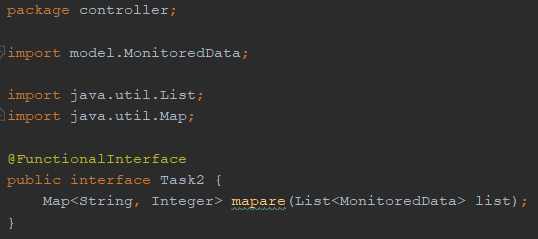 package controller;
import model.MonitoredData;
import java.util.List;
import java.util.Map;
@FunctionalInterface
public interface Task2 {
    Map<String, Integer> mapare(List<MonitoredData> list);
}